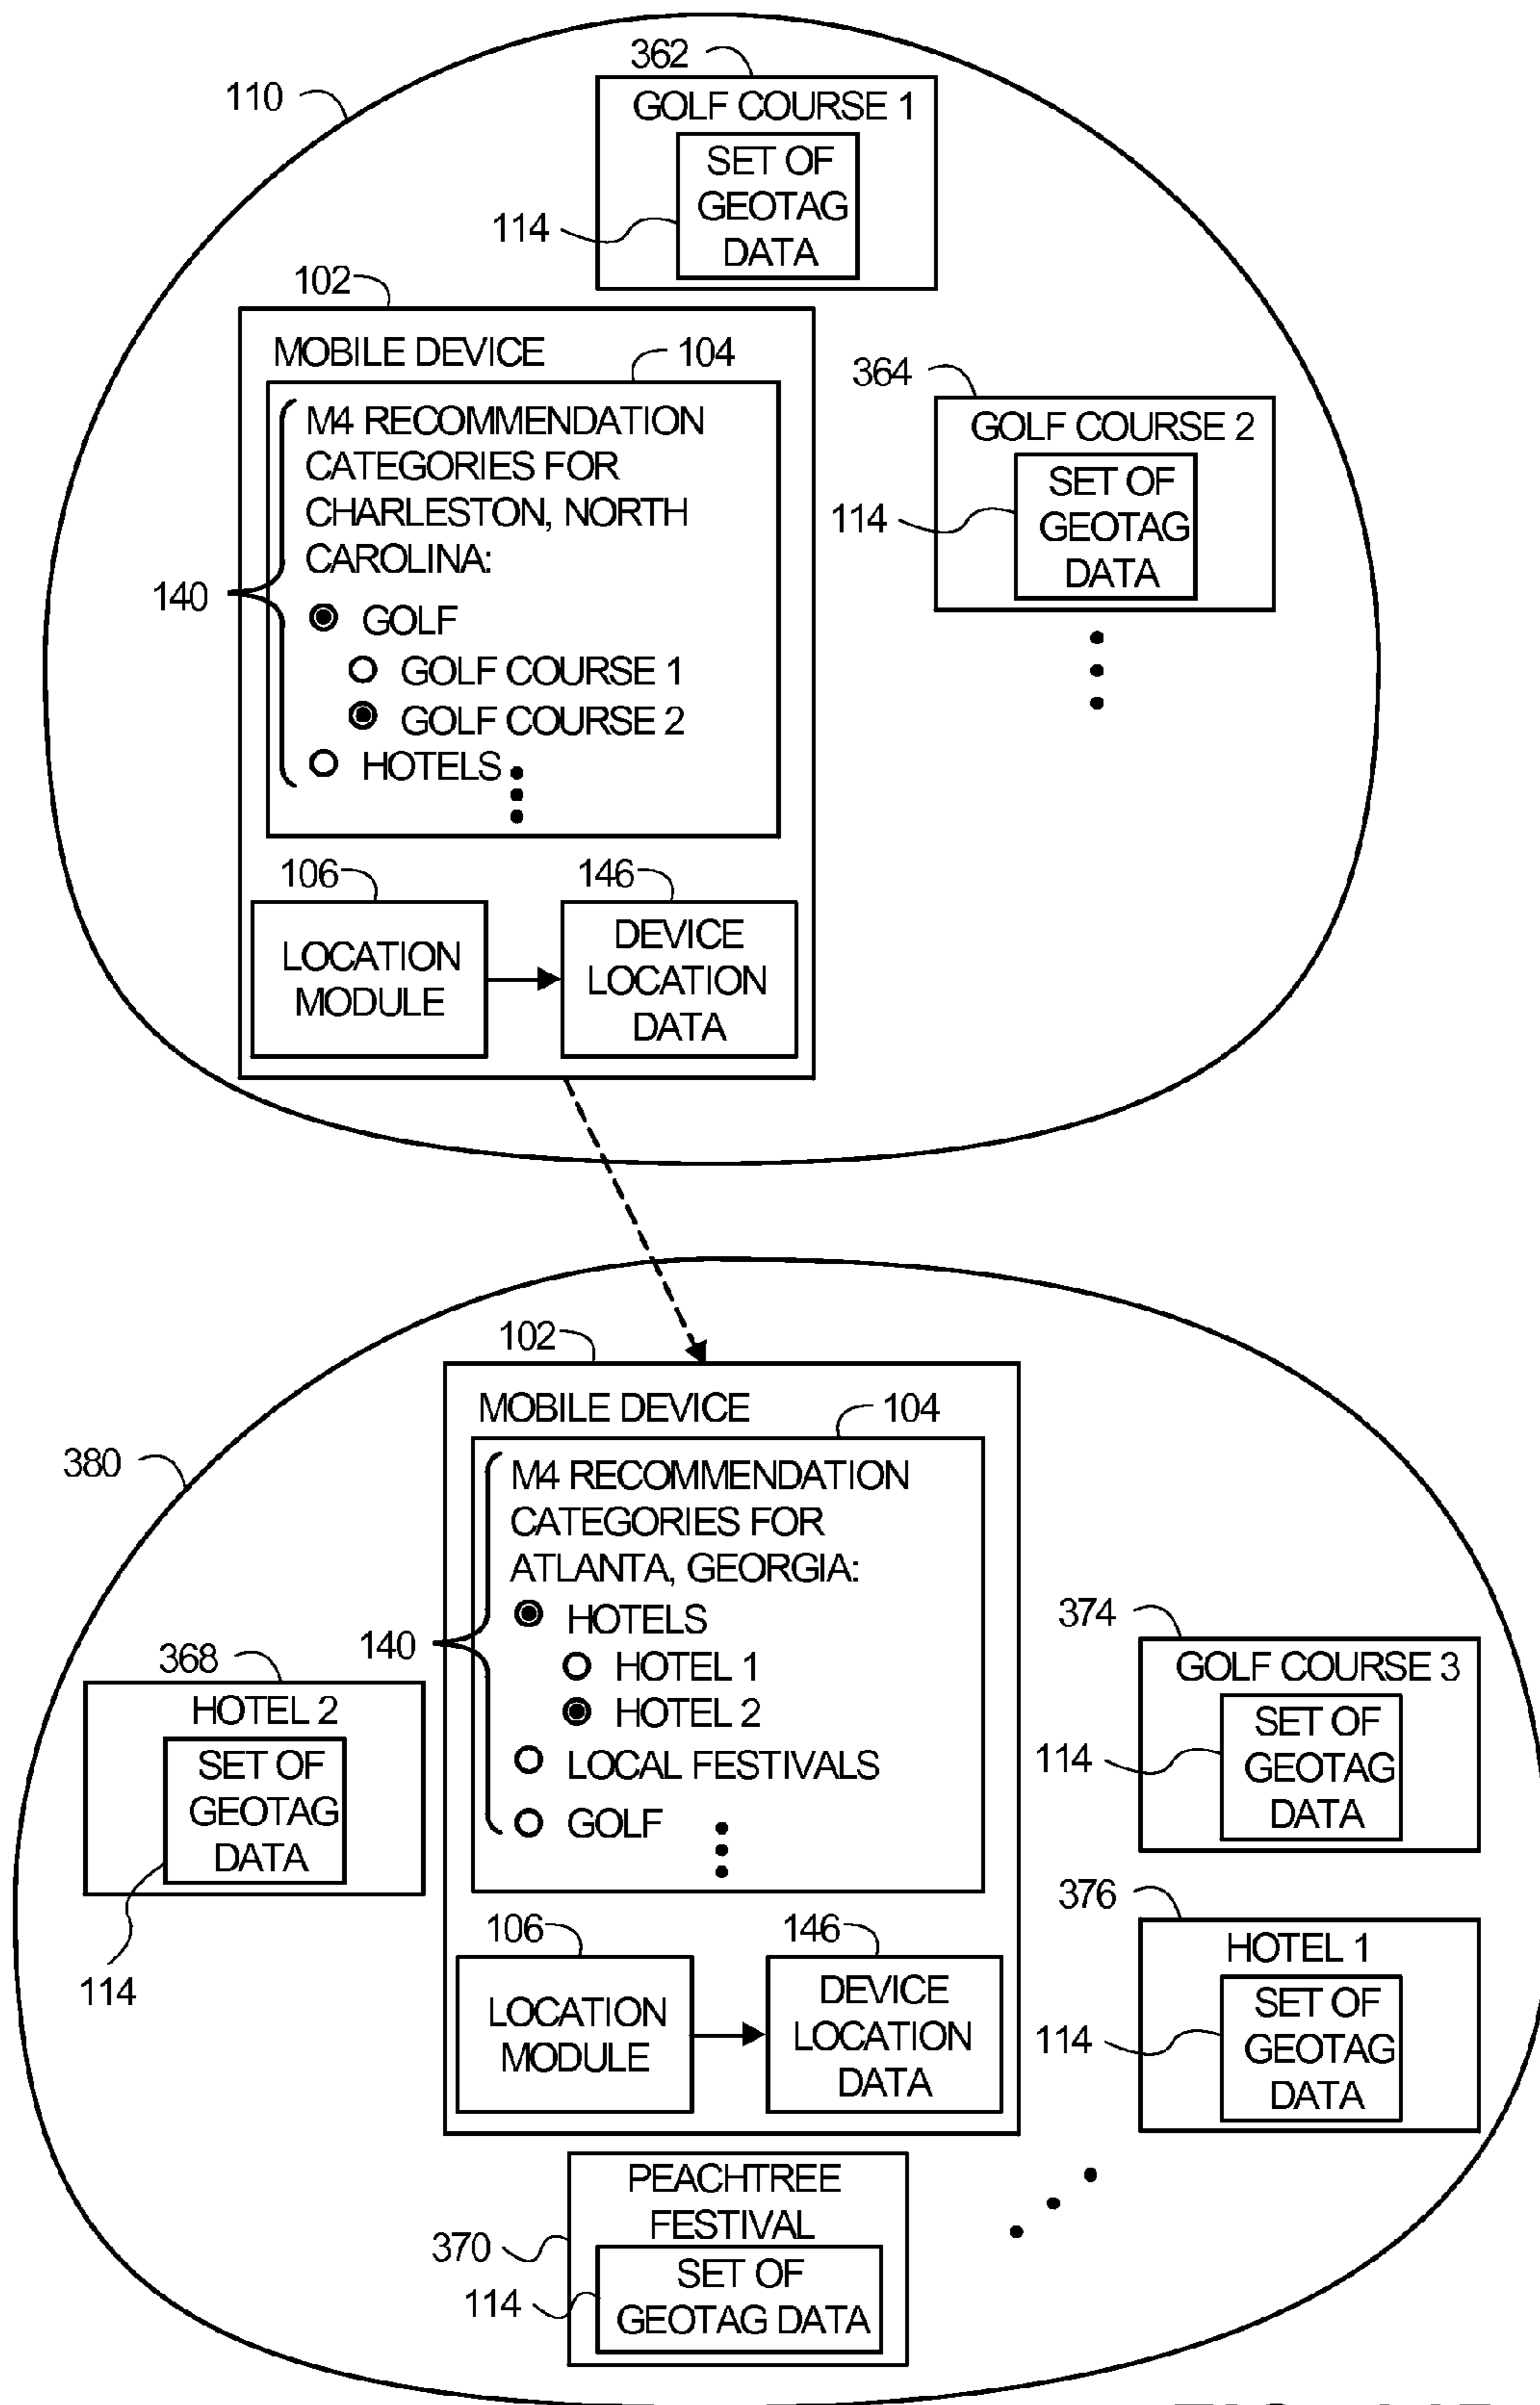 362
110
GOLF COURSE 1
SET OF
GEOTAG
DATA
114
102
MOBILE DEVICE
104
M4 RECOMMENDATION
CATEGORIES FOR
CHARLESTON, NORTH
CAROLINA:
140
GOLF
GOLF COURSE 1
GOLF COURSE 2
HOTELS
364
GOLF COURSE 2
SET OF
GEOTAG
DATA
114
106
LOCATION
MODULE
146
DEVICE
LOCATION
DATA
380
102
MOBILE DEVICE
104
M4 RECOMMENDATION
CATEGORIES FOR
ATLANTA, GEORGIA:
140
HOTELS
HOTEL 1
HOTEL 2
LOCAL FESTIVALS
GOLF
368
HOTEL 2
SET OF
GEOTAG
DATA
114
374
GOLF COURSE 3
SET OF
GEOTAG
DATA
114
376
HOTEL 1
SET OF
GEOTAG
DATA
114
106
LOCATION
MODULE
146
DEVICE
LOCATION
DATA
PEACHTREE
FESTIVAL
370
SET OF
GEOTAG DATA
114